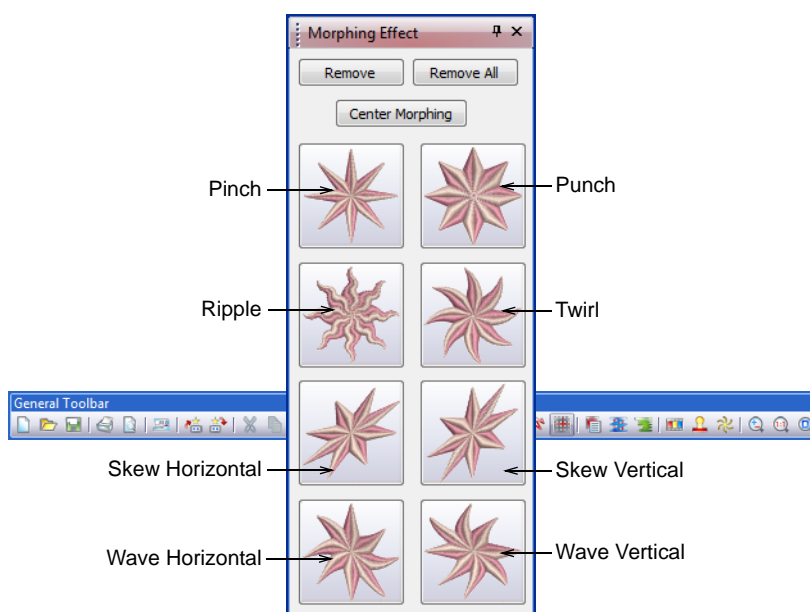 Morphing Effect
Remove Remove All
Center Morphing
Pinch Punch
Ripple Twirl
General Toolbar
Skew Horizontal Skew Vertical
Wave Horizontal Wave Vertical